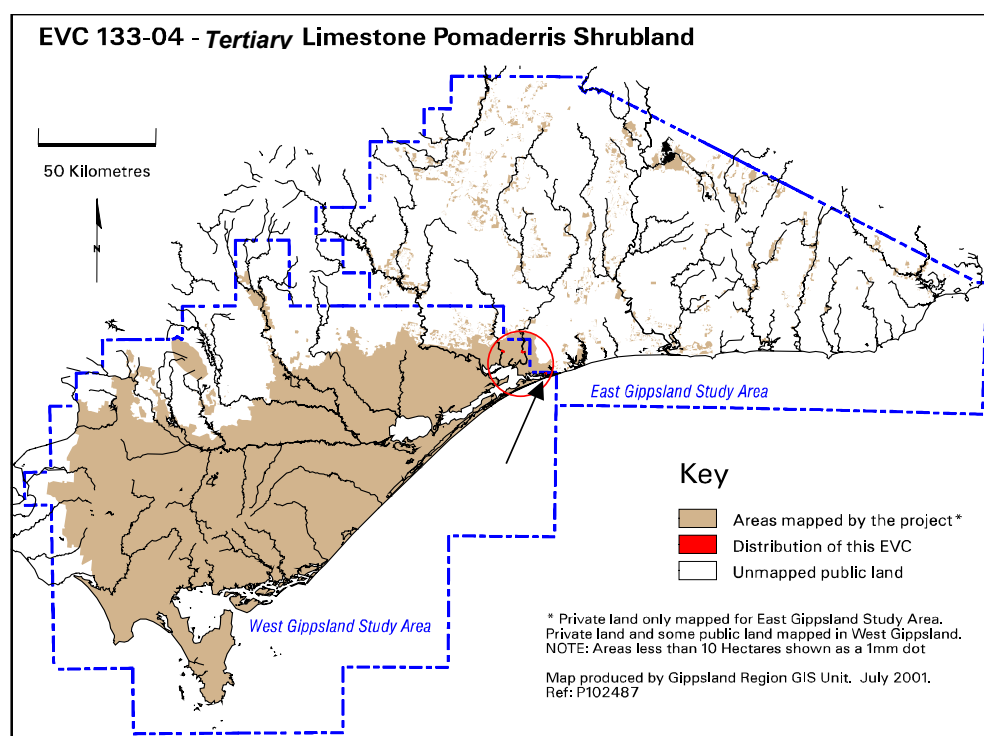 EVC 133-04 - Tertiary Limestone Pomaderris Shrubland
50 Kilometres
N
East Gippsland Study Area
West Gippsland Study Area
Key
Areas mapped by the project*
Distribution of this EVC
Unmapped public land
* Private land only mapped for East Gippsland Study Area.
Private land and some public land mapped in West Gippsland.
NOTE: Areas less than 10 Hectares shown as a 1mm dot
Map produced by Gippsland Region GIS Unit. July 2001.
Ref: P102487